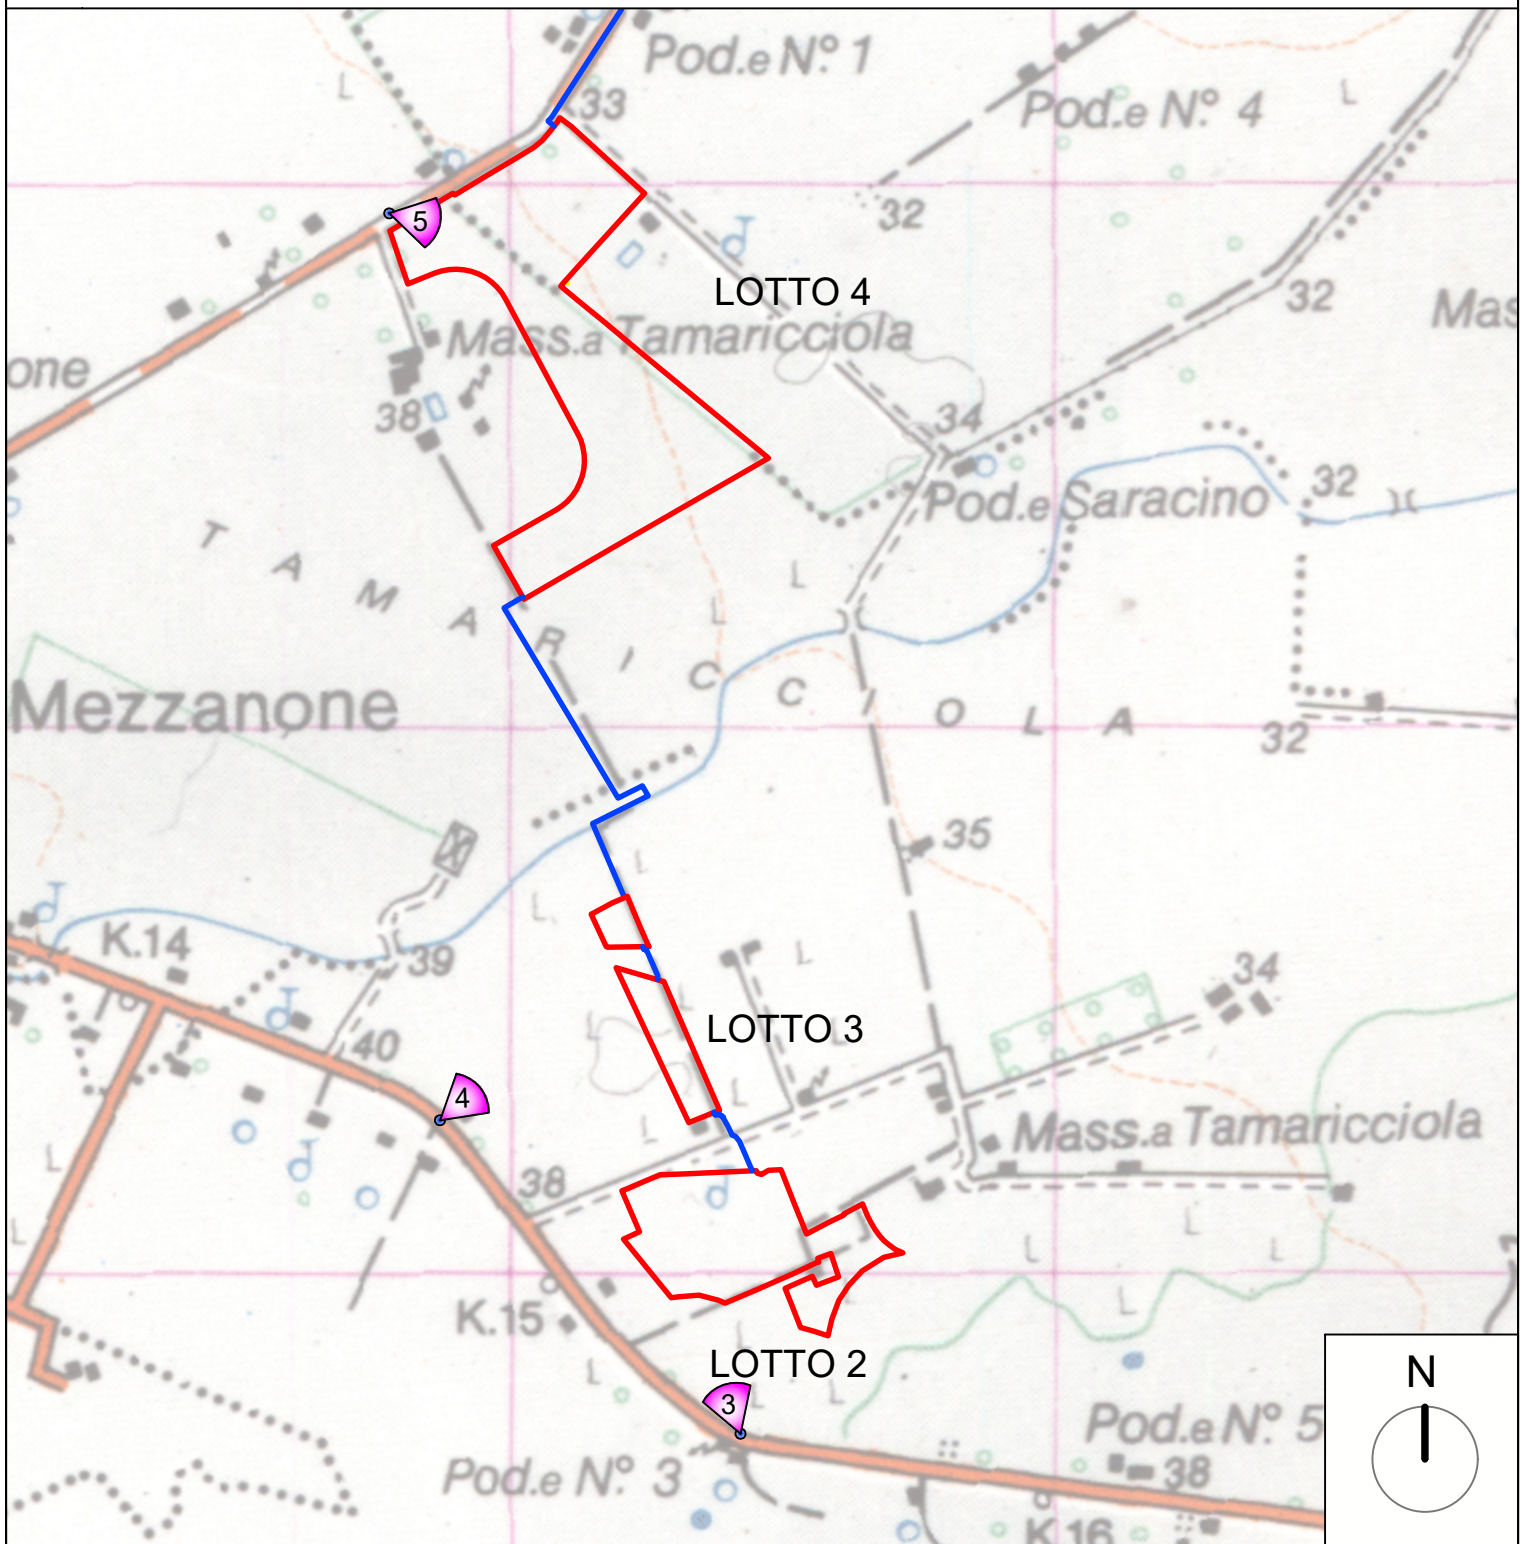 Pod.e N.° 1
33
Pod.e N.° 4
L
L
32
5
LOTTO 4
32
Mas
Mass.a Tamaricciola
one
38
34
Pod.e Saracino
32
TAMARICCIOLA
L
L
Mezzanone
32
35
L
L
K.14
39
L
34
L
LOTTO 3
L
L
40
4
L
L
Mass.a Tamaricciola
L
38
L
L
L
L
K.15
L
L
LOTTO 2
L
L
L
3
N
Pod.e N.° 5
Pod.e N.° 3
38
K.16